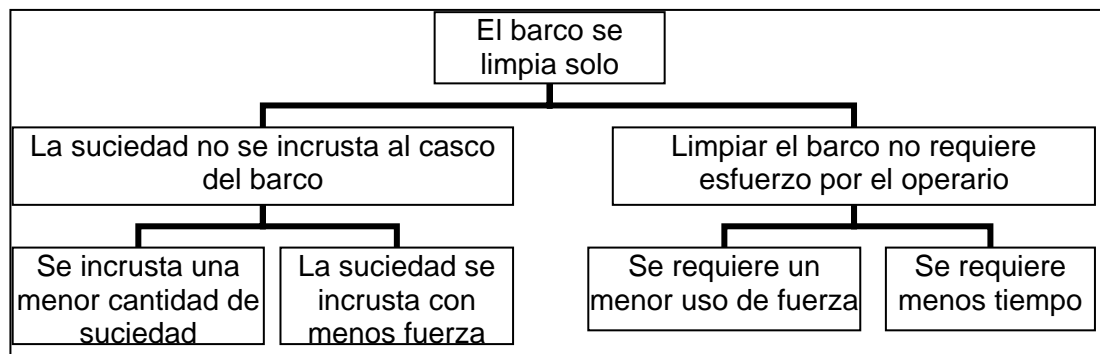 El barco se
limpia solo
La suciedad no se incrusta al casco
del barco
Limpiar el barco no requiere
esfuerzo por el operario
Se incrusta una
menor cantidad de
suciedad
La suciedad se
incrusta con
menos fuerza
Se requiere un
menor uso de fuerza
Se requiere
menos tiempo